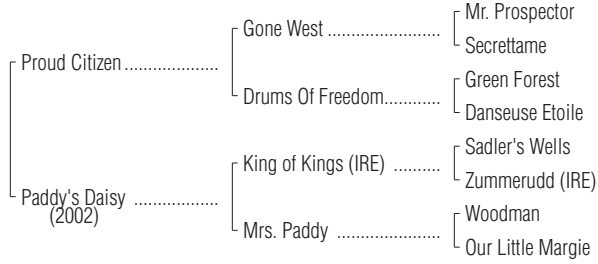 Mr. Prospector
Gone West .......................
Secrettame
Proud Citizen ...................
Green Forest
Drums Of Freedom...........
Danseuse Etoile
Sadler's Wells
King of Kings (IRE) ..........
Zummerudd (IRE)
Paddy's Daisy .................
(2002)
Woodman
Mrs. Paddy .....................
Our Little Margie